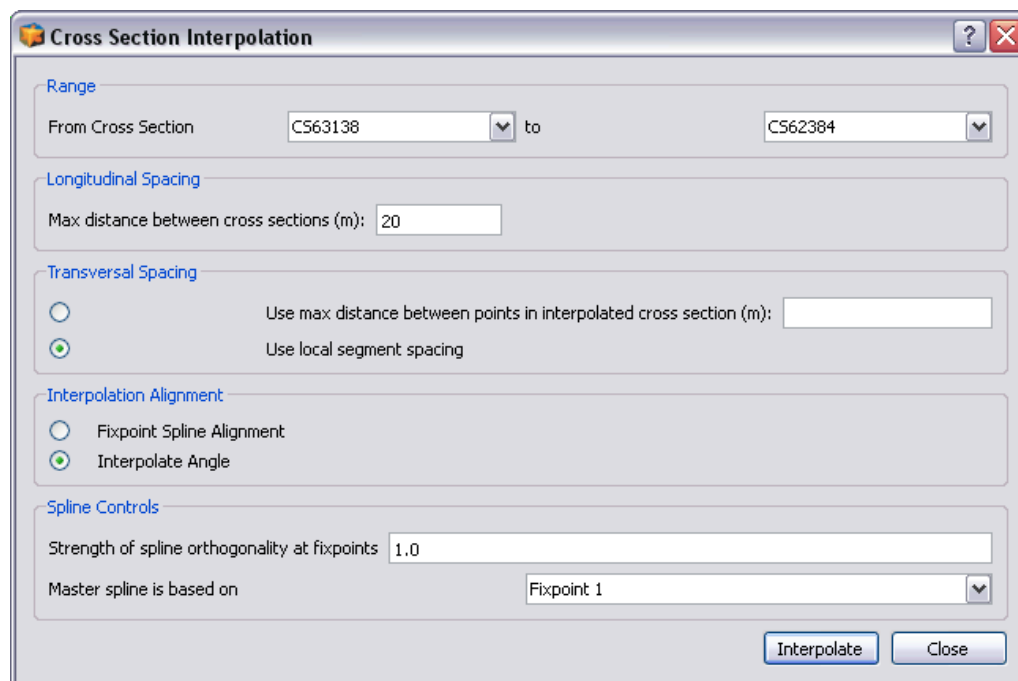 Cross Section Interpolation
Range
From Cross Section CS63138 to CS62384
Longitudinal Spacing
Max distance between cross sections (m): 20
Transversal Spacing
Use max distance between points in interpolated cross section (m):
Use local segment spacing
Interpolation Alignment
Fixpoint Spline Alignment
Interpolate Angle
Spline Controls
Strength of spline orthogonality at fixpoints 1.0
Master spline is based on Fixpoint 1
Interpolate Close